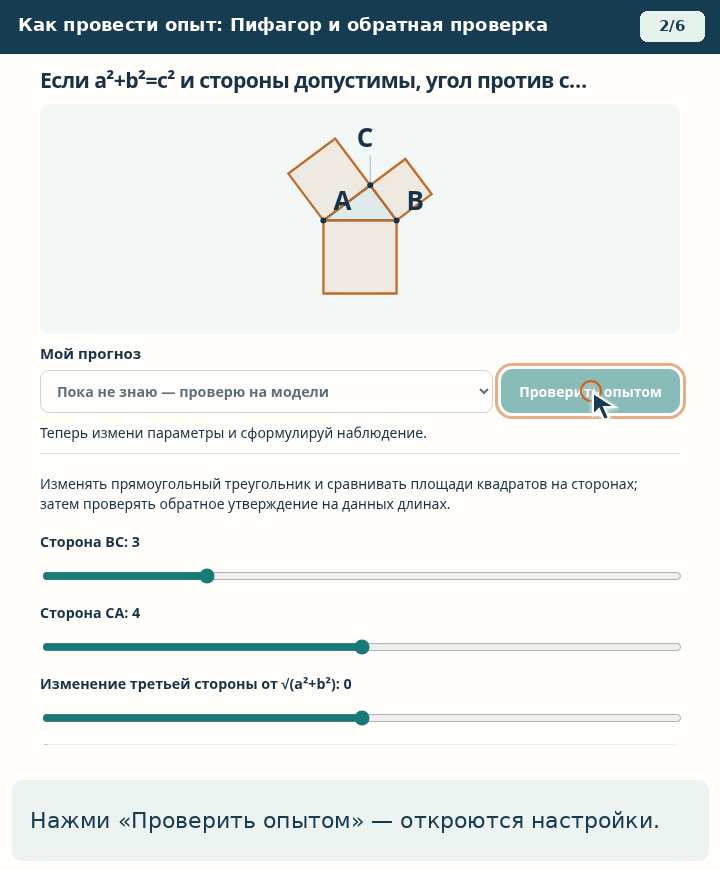 Как провести опыт: Пифагор и обратная проверка
2/6
Если a²+b²=c² и стороны допустимы, угол против c…
C
A
B
Мой прогноз
Пока не знаю — проверю на модели
Проверить опытом
Теперь измени параметры и сформулируй наблюдение.
Изменять прямоугольный треугольник и сравнивать площади квадратов на сторонах;
затем проверять обратное утверждение на данных длинах.
Сторона BC: 3
Сторона CA: 4
Изменение третьей стороны от √(a²+b²): 0
Нажми «Проверить опытом» — откроются настройки.